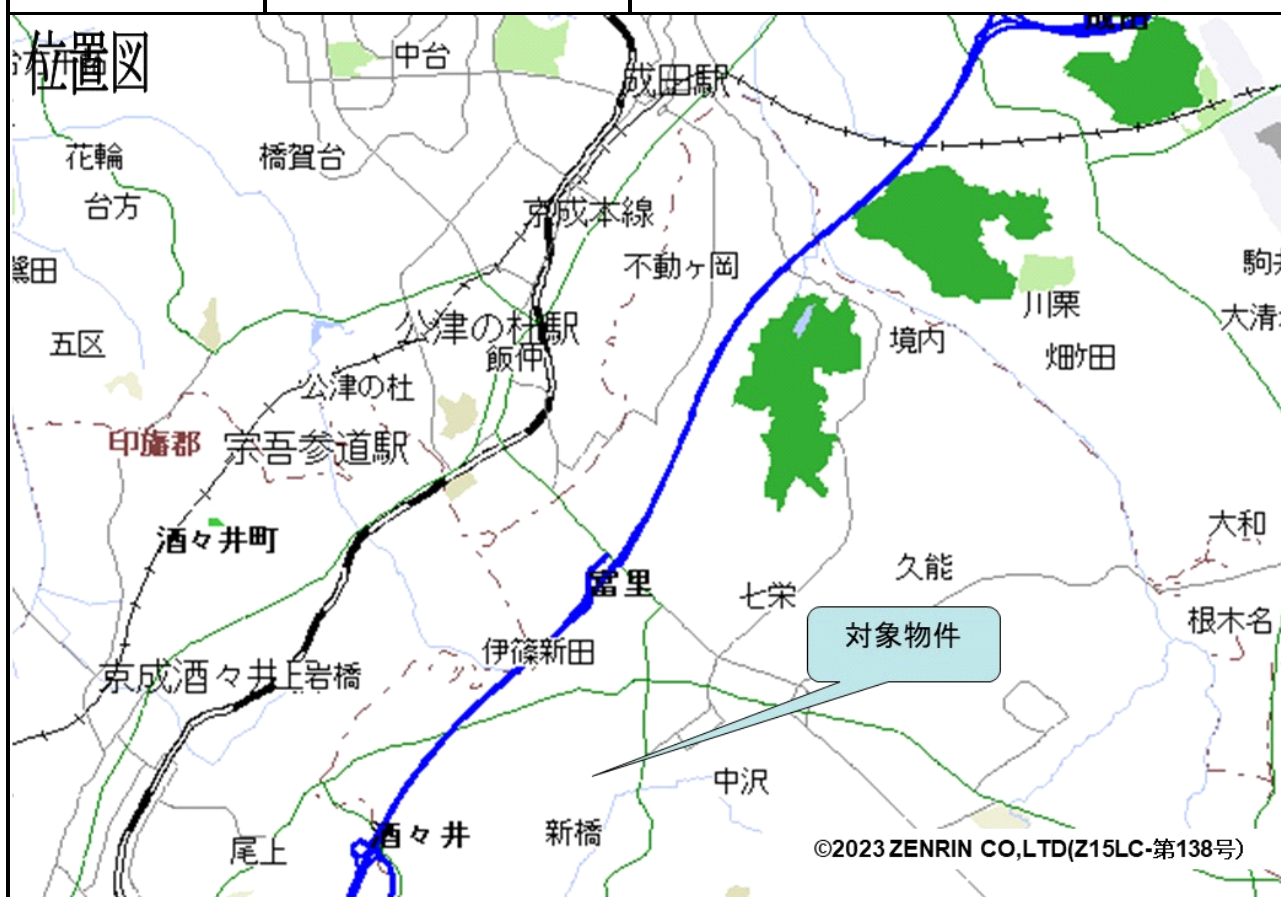 位置図
中台
成田駅
成田
花輪
橋賀台
台方
京成本線
鷲田
不動ヶ岡
駒井
川栗
大清水
五区
公津の杜駅
飯仲
境内
畑ケ田
公津の杜
印旛郡
宗吾参道駅
酒々井町
大和
富里
七栄
久能
根木名
対象物件
伊篠新田
京成酒々井
上岩橋
中沢
酒々井
新橋
尾上
©2023 ZENRIN CO,LTD(Z15LC-第138号)